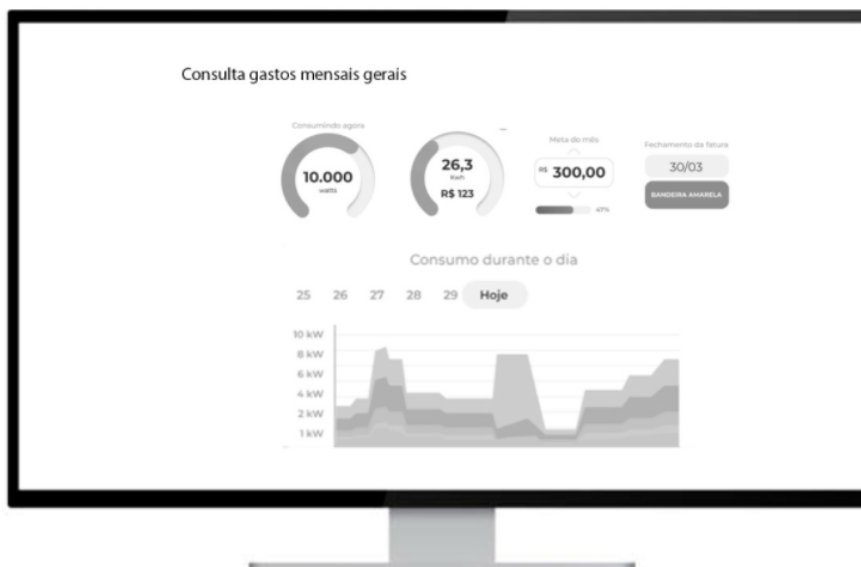 Consulta gastos mensais gerais
Consumindo agora
10.000
watts
26,3
Kwh
R$ 123
Meta do mês
R$ 300,00
47%
Fechamento da fatura
30/03
BANDEIRA AMARELA
Consumo durante o dia
25 26 27 28 29 Hoje
10 kW
8 kW
6 kW
4 kW
2 kW
1 kW